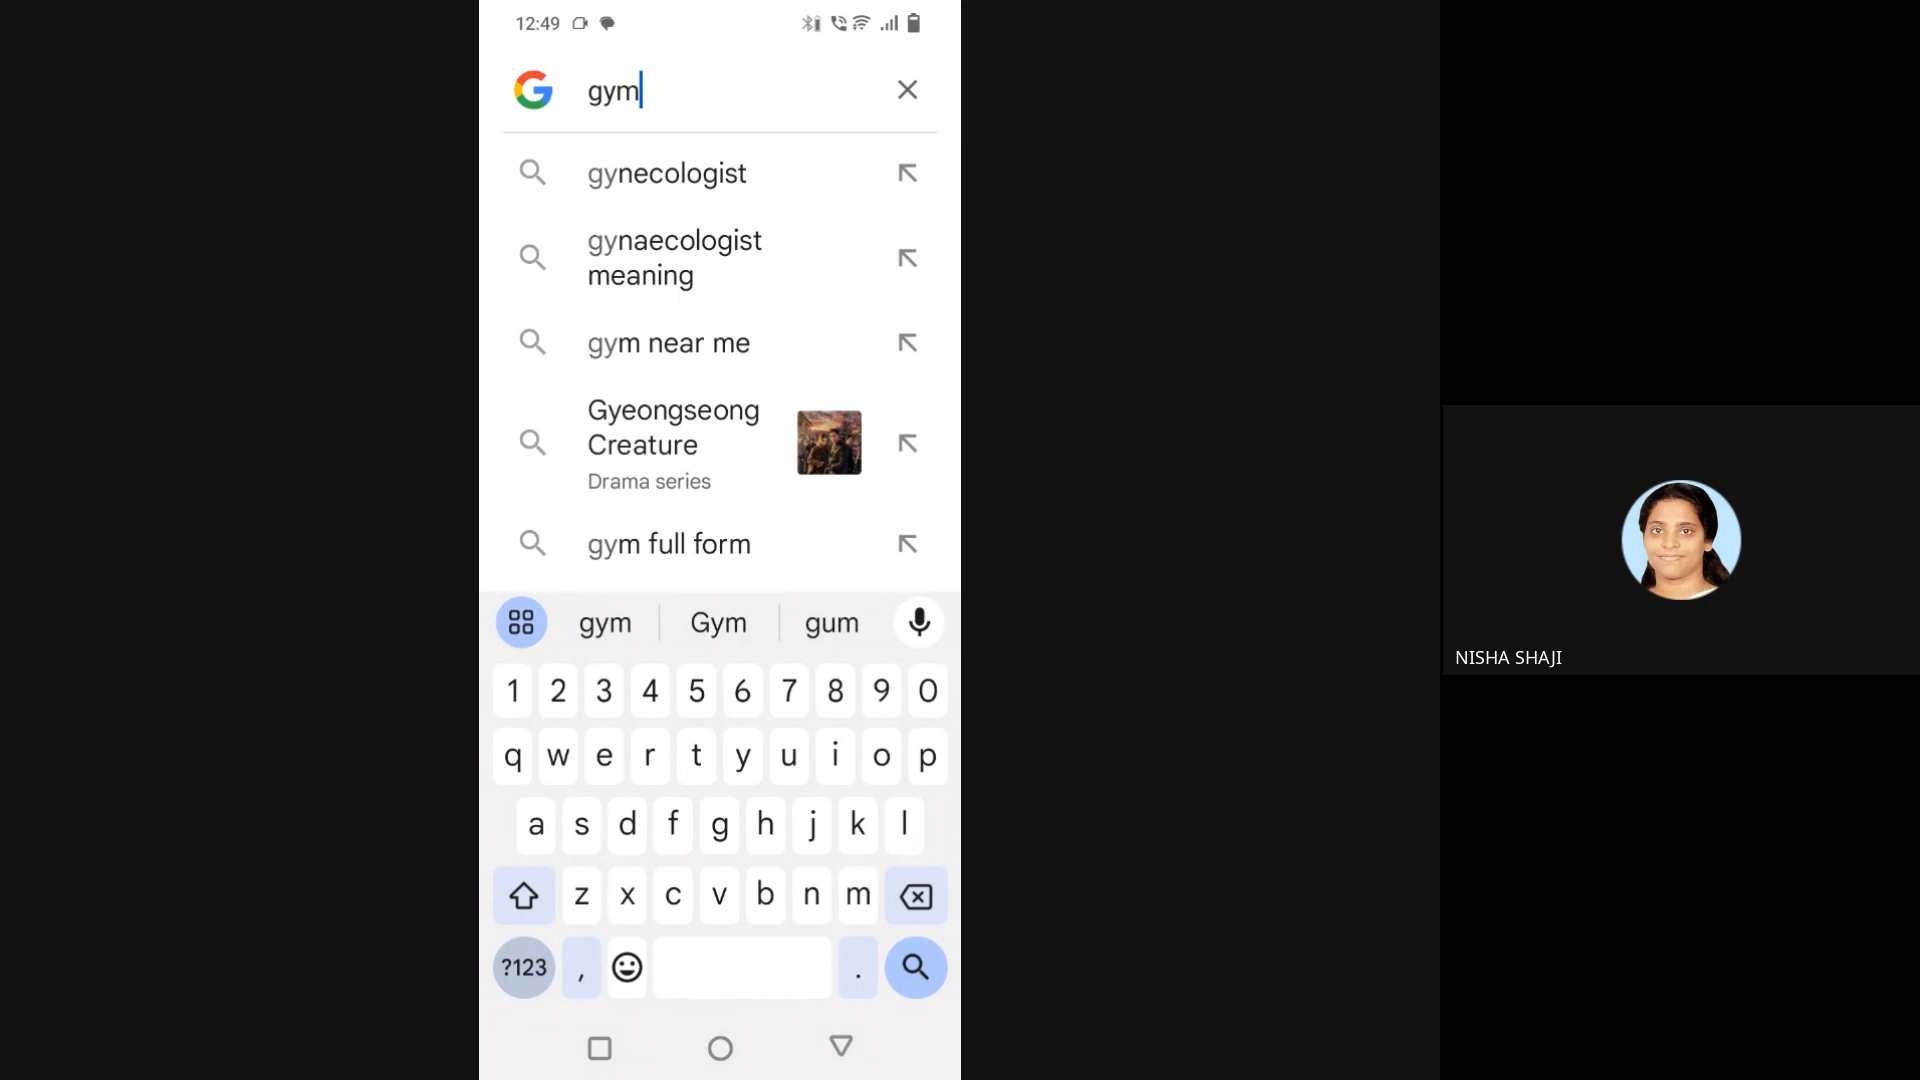 12:49
gym
gynecologist
gynaecologist
meaning
gym near me
Gyeongseong
Creature
Drama series
gym full form
gym Gym gum
1 2 3 4 5 6 7 8 9 0
q w e r t y u i o p
a s d f g h j k l
z x c v b n m
?123 , .
NISHA SHAJI